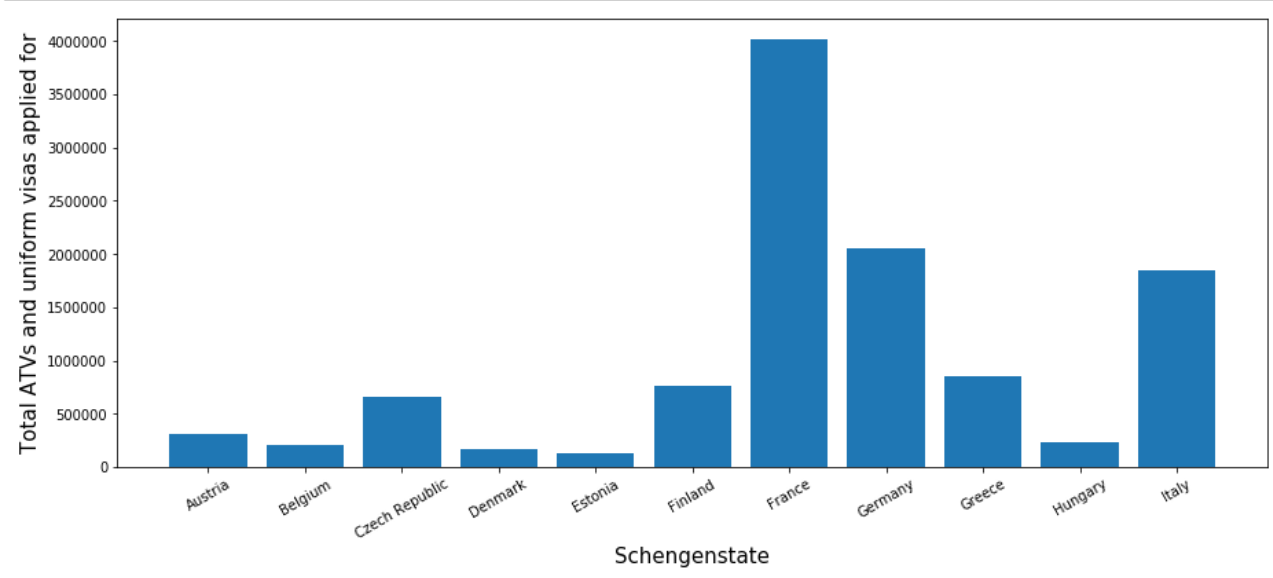 Total ATVs and uniform visas applied for
4000000
3500000
3000000
2500000
2000000
1500000
1000000
500000
0
Austria
Belgium
Czech Republic
Denmark
Estonia
Finland
France
Germany
Greece
Hungary
Italy
Schengenstate